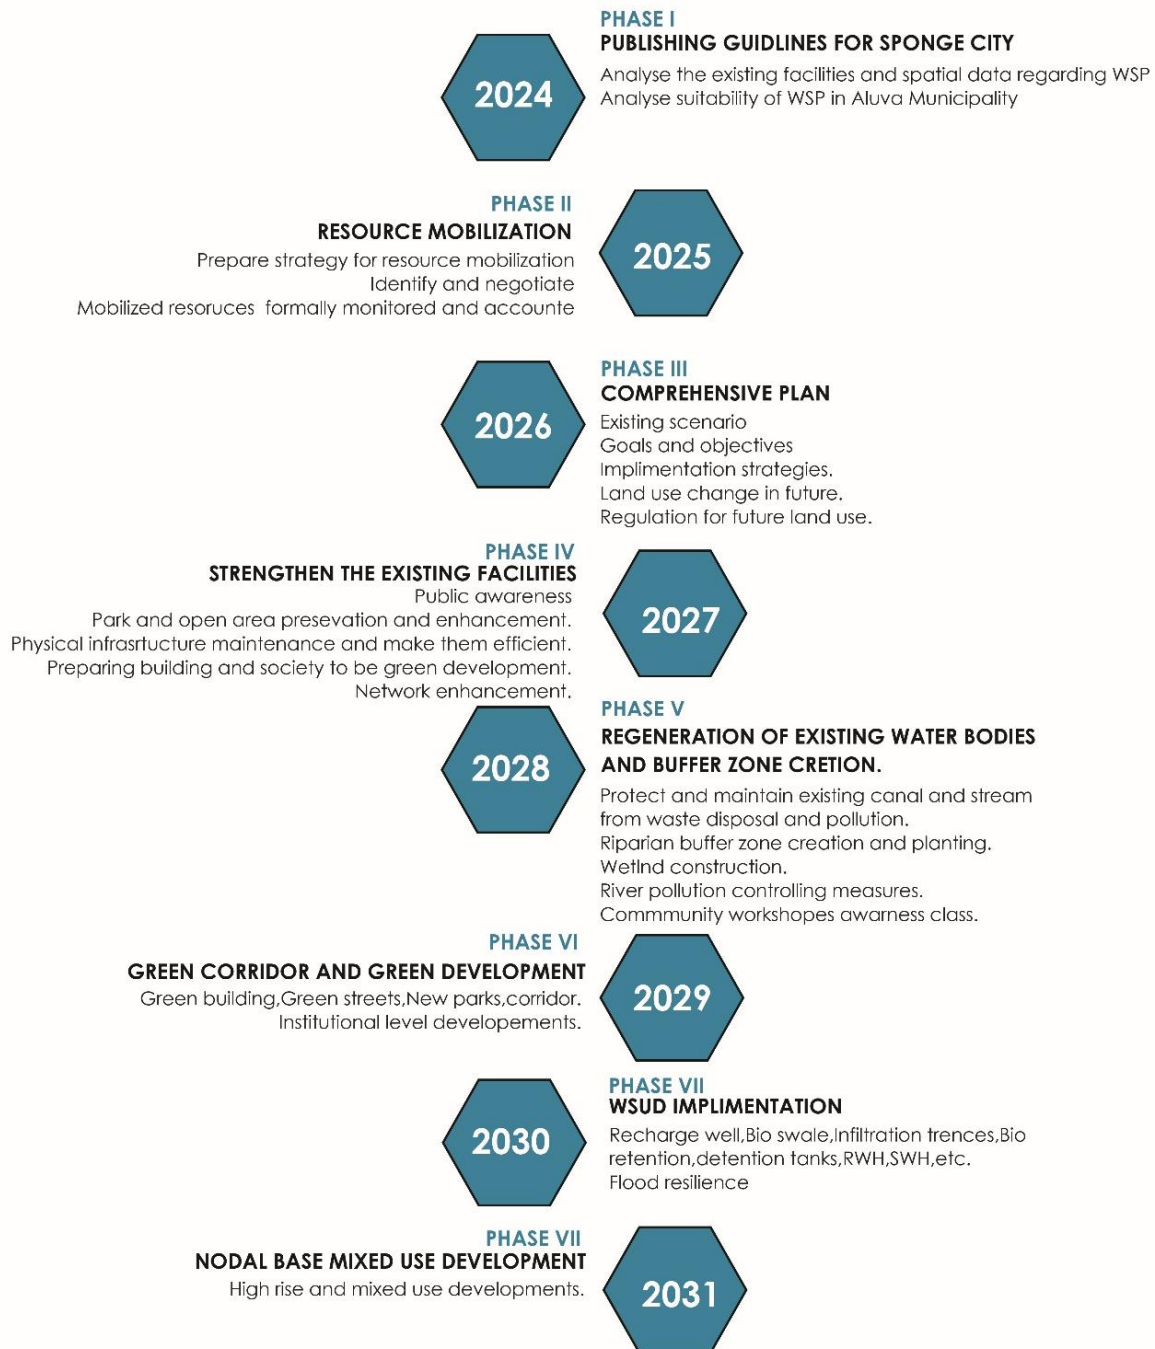 PHASE I
PUBLISHING GUIDLINES FOR SPONGE CITY
2024
Analyse the existing facilities and spatial data regarding WSP
Analyse suitability of WSP in Aluva Municipality
PHASE II
RESOURCE MOBILIZATION
2025
Prepare strategy for resource mobilization
Identify and negotiate
Mobilized resoruces formally monitored and accounte
PHASE III
COMPREHENSIVE PLAN
2026
Existing scenario
Goals and objectives
Implimentation strategies.
Land use change in future.
Regulation for future land use.
PHASE IV
STRENGTHEN THE EXISTING FACILITIES
2027
Public awareness
Park and open area presevation and enhancement.
Physical infrasrtucture maintenance and make them efficient.
Preparing building and society to be green development.
Network enhancement.
PHASE V
REGENERATION OF EXISTING WATER BODIES
AND BUFFER ZONE CRETION.
2028
Protect and maintain existing canal and stream
from waste disposal and pollution.
Riparian buffer zone creation and planting.
Wetlnd construction.
River pollution controlling measures.
Commmunity workshopes awarness class.
PHASE VI
GREEN CORRIDOR AND GREEN DEVELOPMENT
2029
Green building,Green streets,New parks,corridor.
Institutional level developements.
PHASE VII
WSUD IMPLIMENTATION
2030
Recharge well,Bio swale,Infiltration trences,Bio
retention,detention tanks,RWH,SWH,etc.
Flood resilience
PHASE VII
NODAL BASE MIXED USE DEVELOPMENT
2031
High rise and mixed use developments.